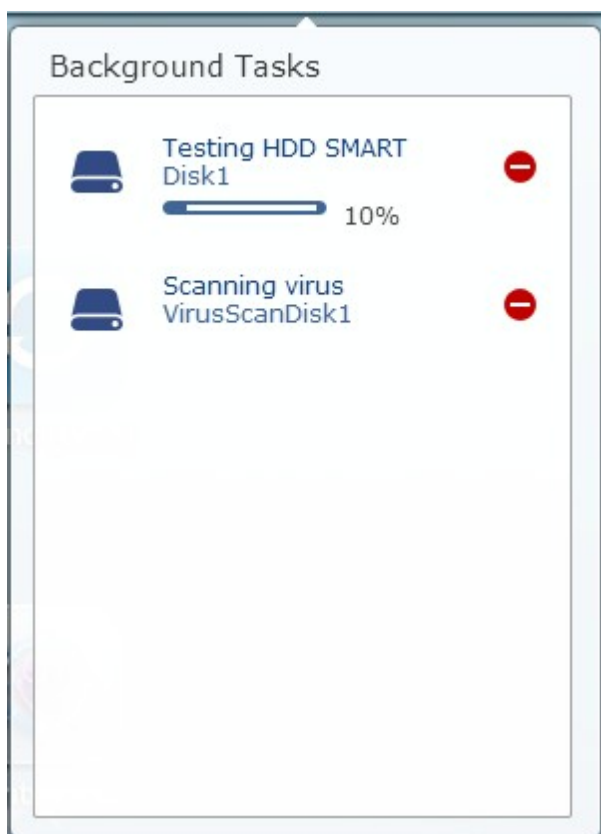 Background Tasks
Testing HDD SMART
Disk1
10%
Scanning virus
VirusScanDisk1